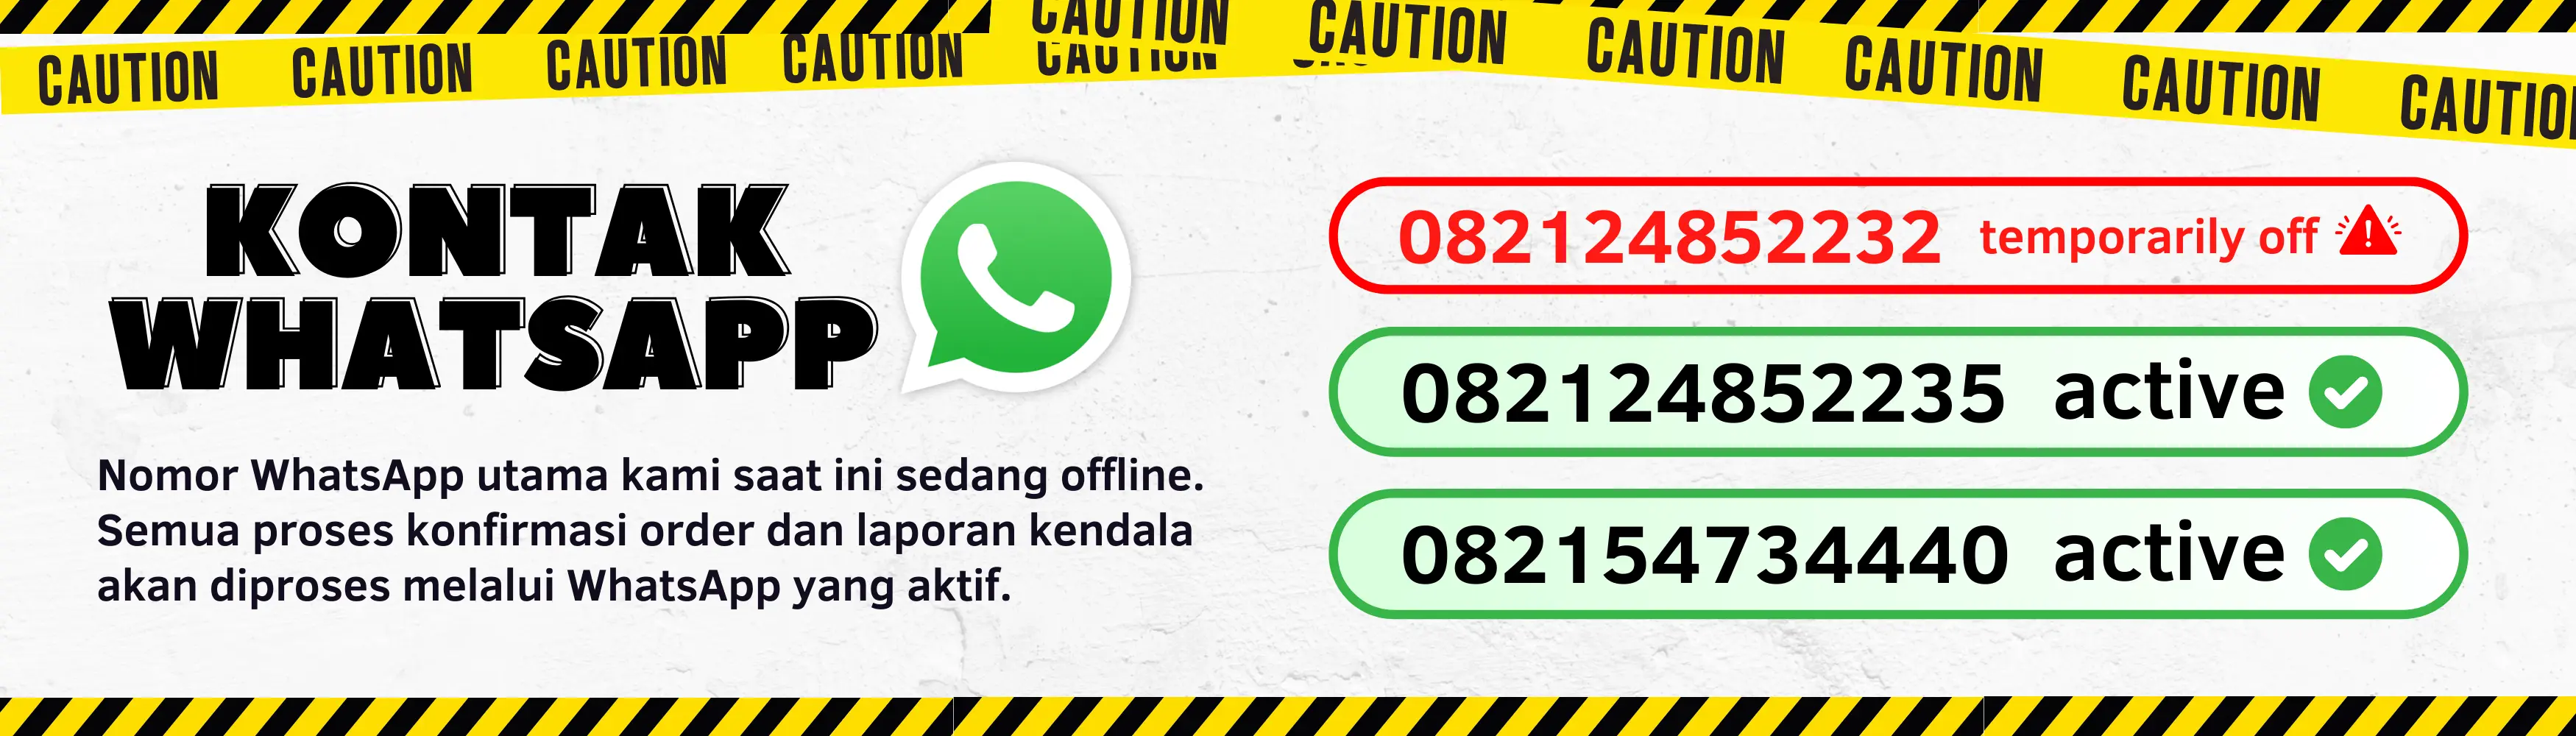 CAUTION CAUTION CAUTION CAUTION CAUTION CAUTION CAUTION CAUTION CAUTION CAUTIO
CAUTION
KONTAK
WHATSAPP
Nomor WhatsApp utama kami saat ini sedang offline.
Semua proses konfirmasi order dan laporan kendala
akan diproses melalui WhatsApp yang aktif.
082124852232 temporarily off
082124852235 active
082154734440 active